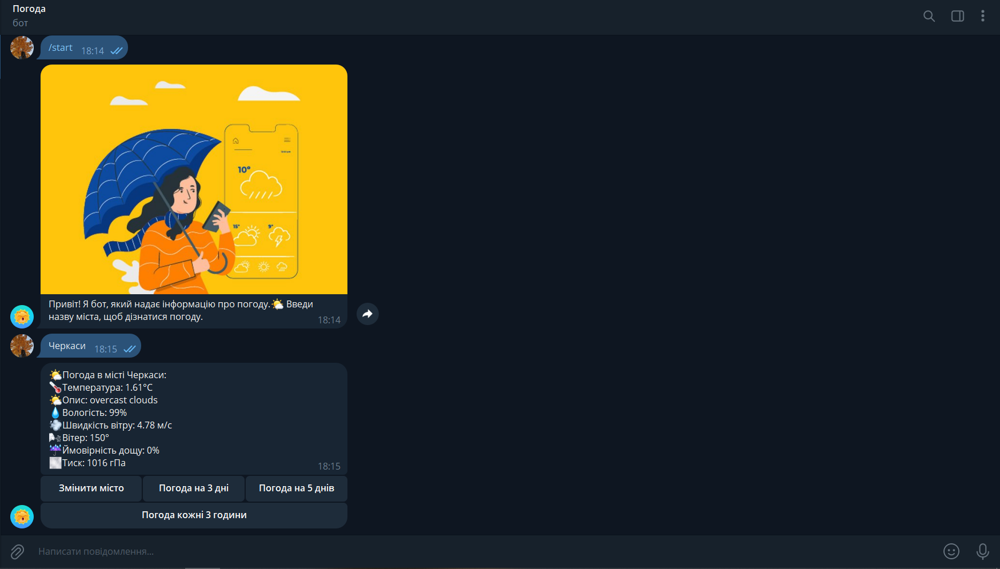 Погода
бот
/start 18:14
10°
15° 9°
Привіт! Я бот, який надає інформацію про погоду.🌤 Введи
назву міста, щоб дізнатися погоду.
18:14
Черкаси 18:15
🌤Погода в місті Черкаси:
🌡Температура: 1.61°C
🌤Опис: overcast clouds
💧Вологість: 99%
💨Швидкість вітру: 4.78 м/с
🌬Вітер: 150°
☔Ймовірність дощу: 0%
🌫Тиск: 1016 гПа
18:15
Змінити місто Погода на 3 дні Погода на 5 днів
Погода кожні 3 години
Написати повідомлення...